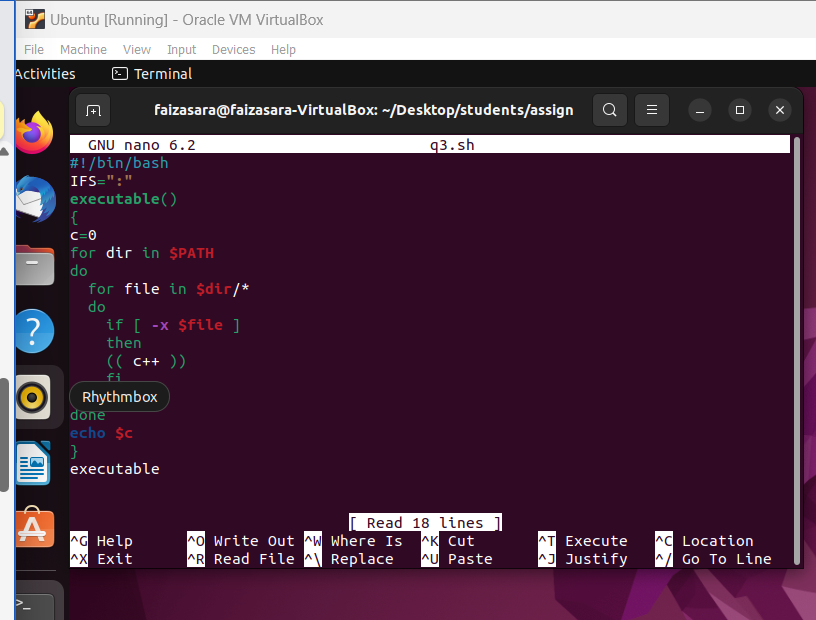 Ubuntu [Running] - Oracle VM VirtualBox
File Machine View Input Devices Help
Activities Terminal
faizasara@faizasara-VirtualBox: ~/Desktop/students/assign
GNU nano 6.2 q3.sh
#!/bin/bash
IFS=":"
executable()
{
c=0
for dir in $PATH
do
  for file in $dir/*
  do
    if [ -x $file ]
    then
    (( c++ ))
    fi
Rhythmbox
done
echo $c
}
executable
[ Read 18 lines ]
^G Help ^O Write Out ^W Where Is ^K Cut ^T Execute ^C Location
^X Exit ^R Read File ^\ Replace ^U Paste ^J Justify ^/ Go To Line